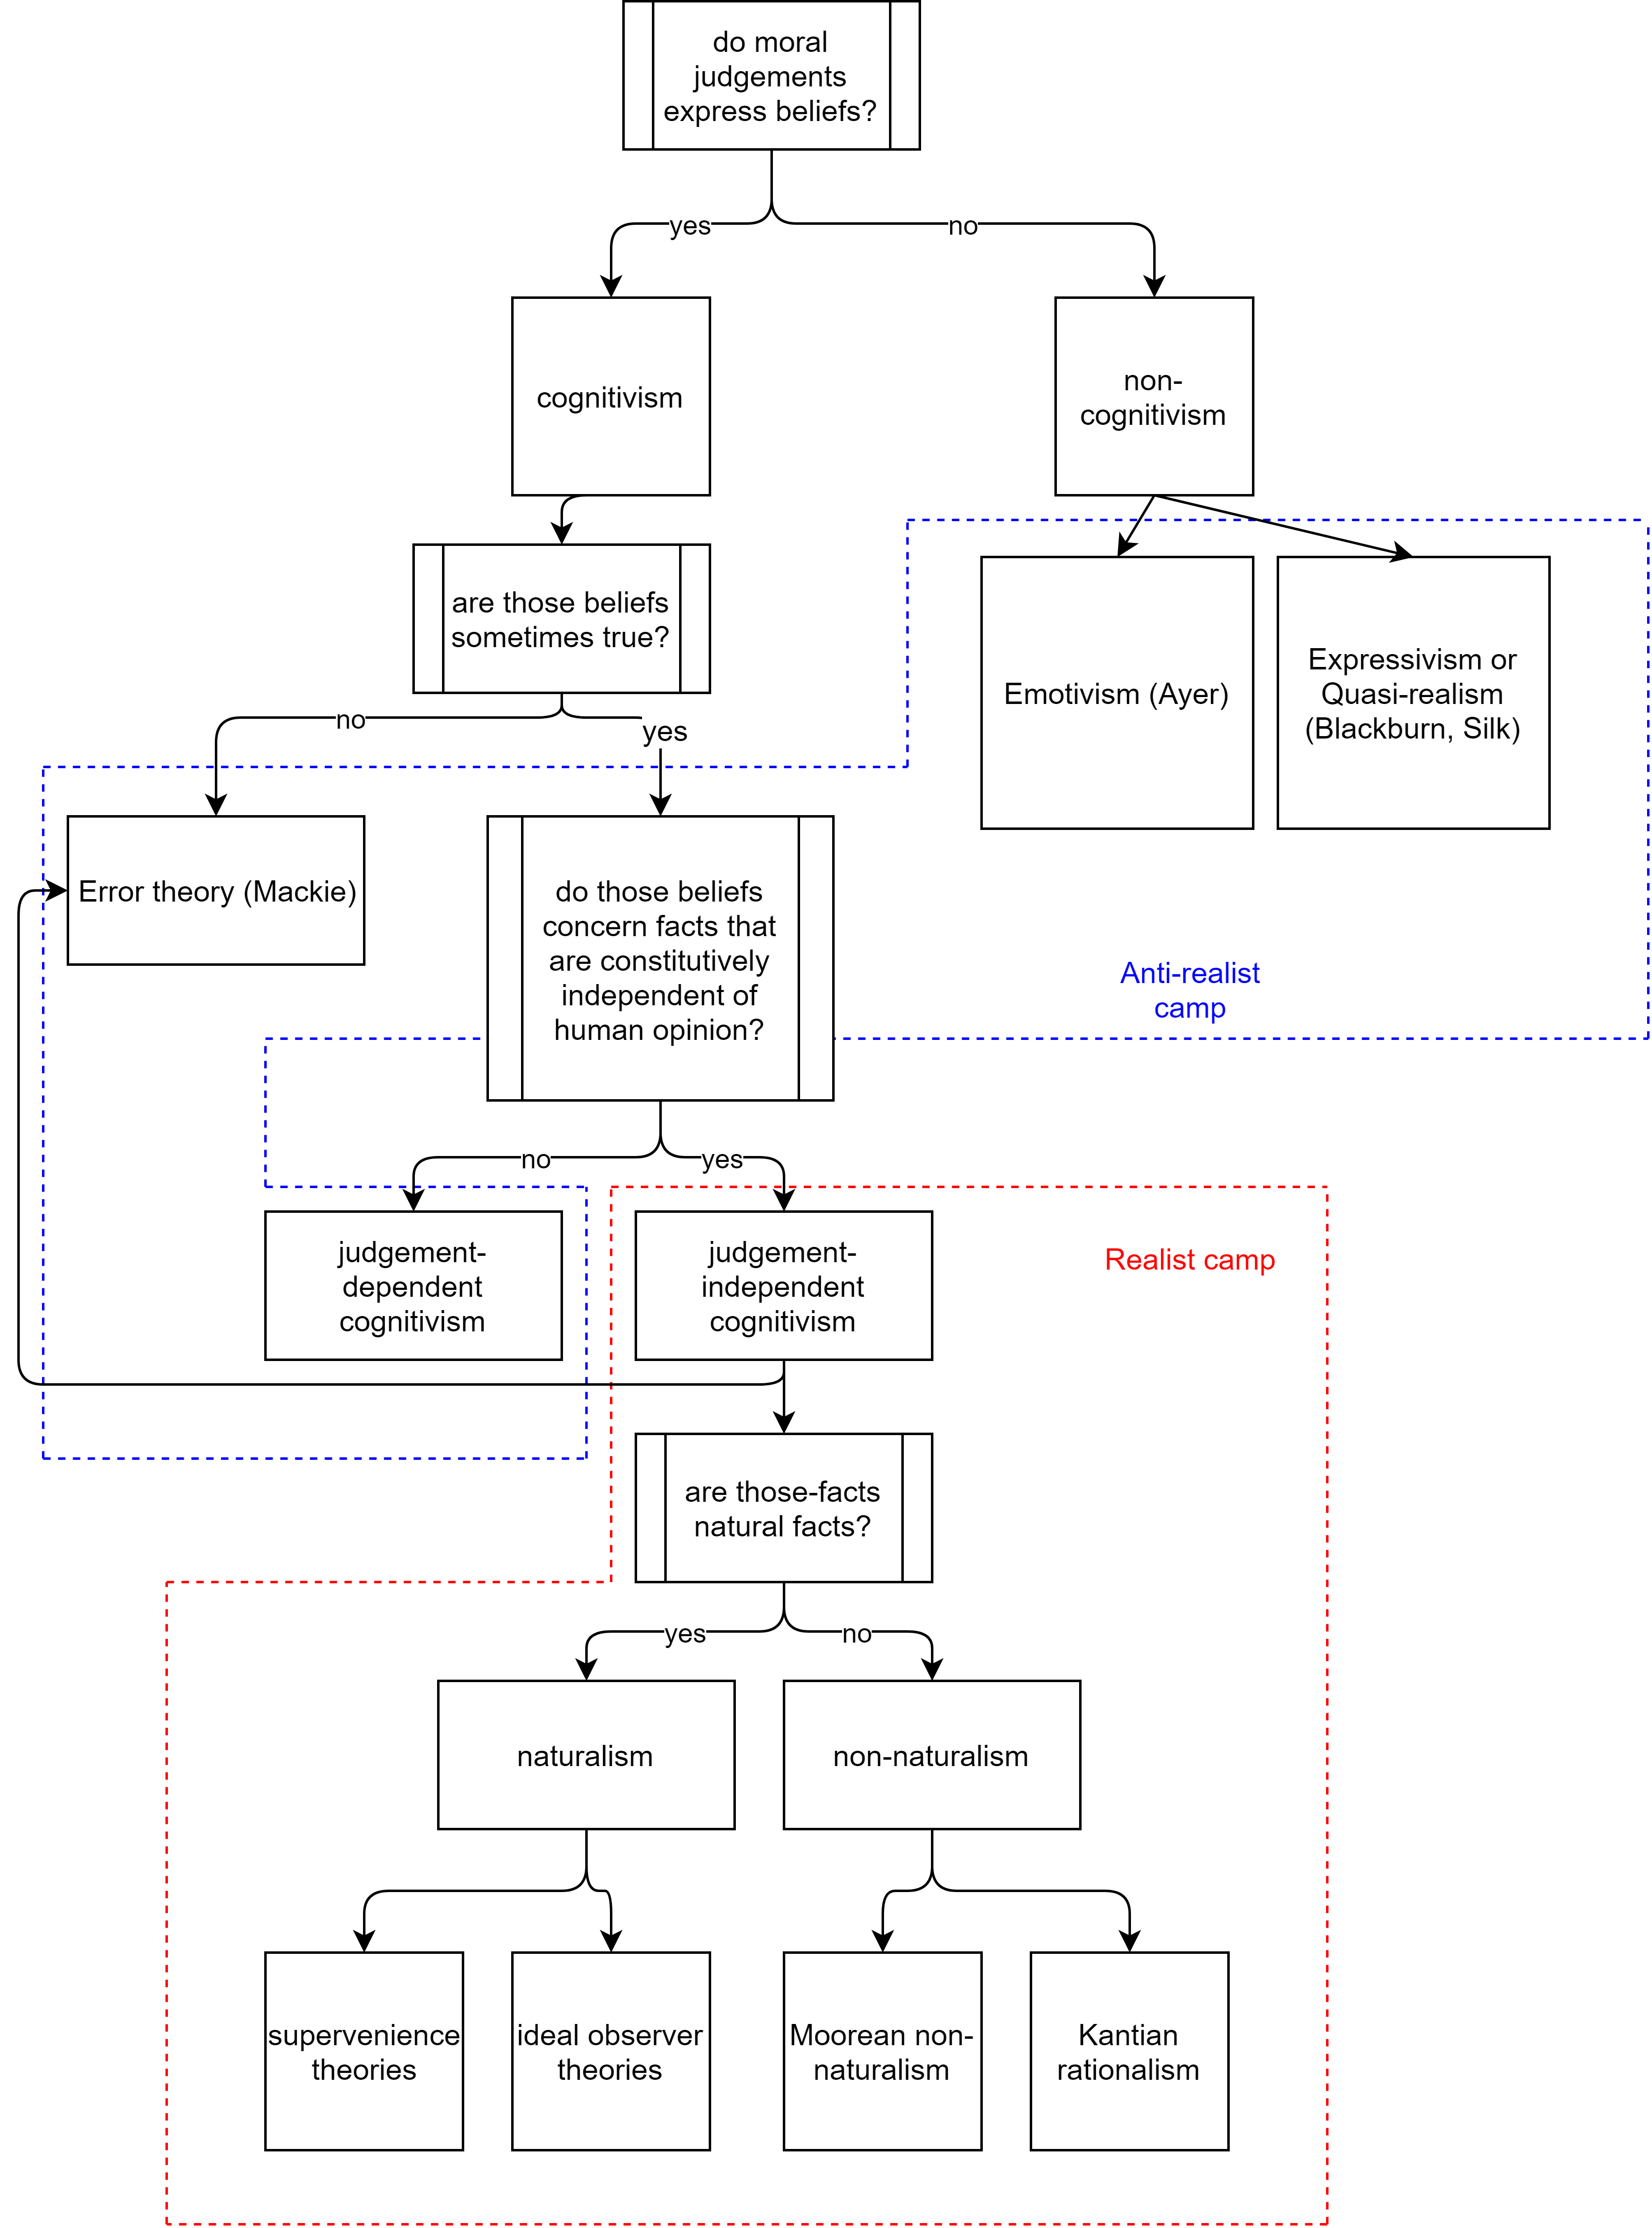 do moral
judgements
express beliefs?
yes
no
cognitivism
non-
cognitivism
are those beliefs
sometimes true?
Emotivism (Ayer)
Expressivism or
Quasi-realism
(Blackburn, Silk)
no
yes
Error theory (Mackie)
do those beliefs
concern facts that
are constitutively
independent of
human opinion?
Anti-realist
camp
no
yes
judgement-
dependent
cognitivism
judgement-
independent
cognitivism
Realist camp
are those-facts
natural facts?
yes
no
naturalism
non-naturalism
supervenience
theories
ideal observer
theories
Moorean non-
naturalism
Kantian
rationalism